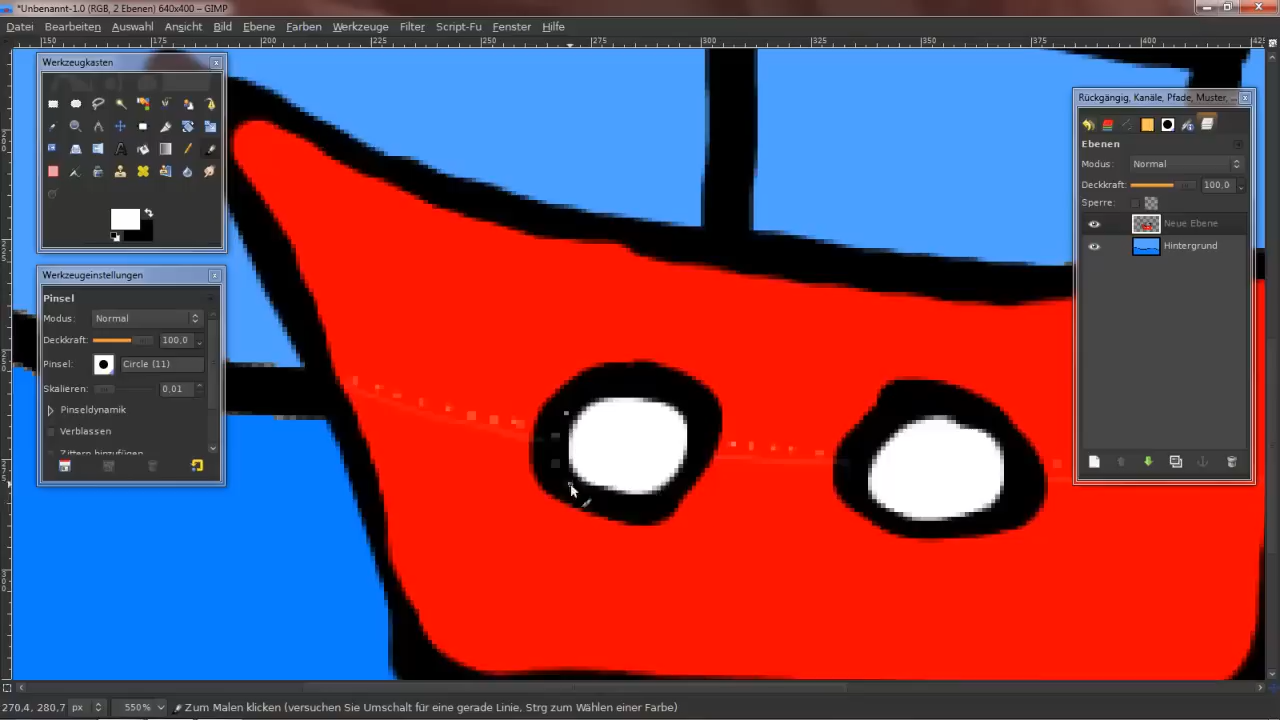 *Unbenannt-1.0 (RGB, 2 Ebenen) 640x400 – GIMP
Datei Bearbeiten Auswahl Ansicht Bild Ebene Farben Werkzeuge Filter Script-Fu Fenster Hilfe
150 175 200 225 250 275 300 325 350 375 400 425
Werkzeugkasten
Werkzeugeinstellungen
Pinsel
Modus: Normal
Deckkraft: 100,0
Pinsel: Circle (11)
Skalieren: 0,01
Pinseldynamik
Verblassen
Zittern hinzufügen
Rückgängig, Kanäle, Pfade, Muster, ...
Ebenen
Modus: Normal
Deckkraft: 100,0
Sperre:
Neue Ebene
Hintergrund
270,4, 280,7 px 550% Zum Malen klicken (versuchen Sie Umschalt für eine gerade Linie, Strg zum Wählen einer Farbe)